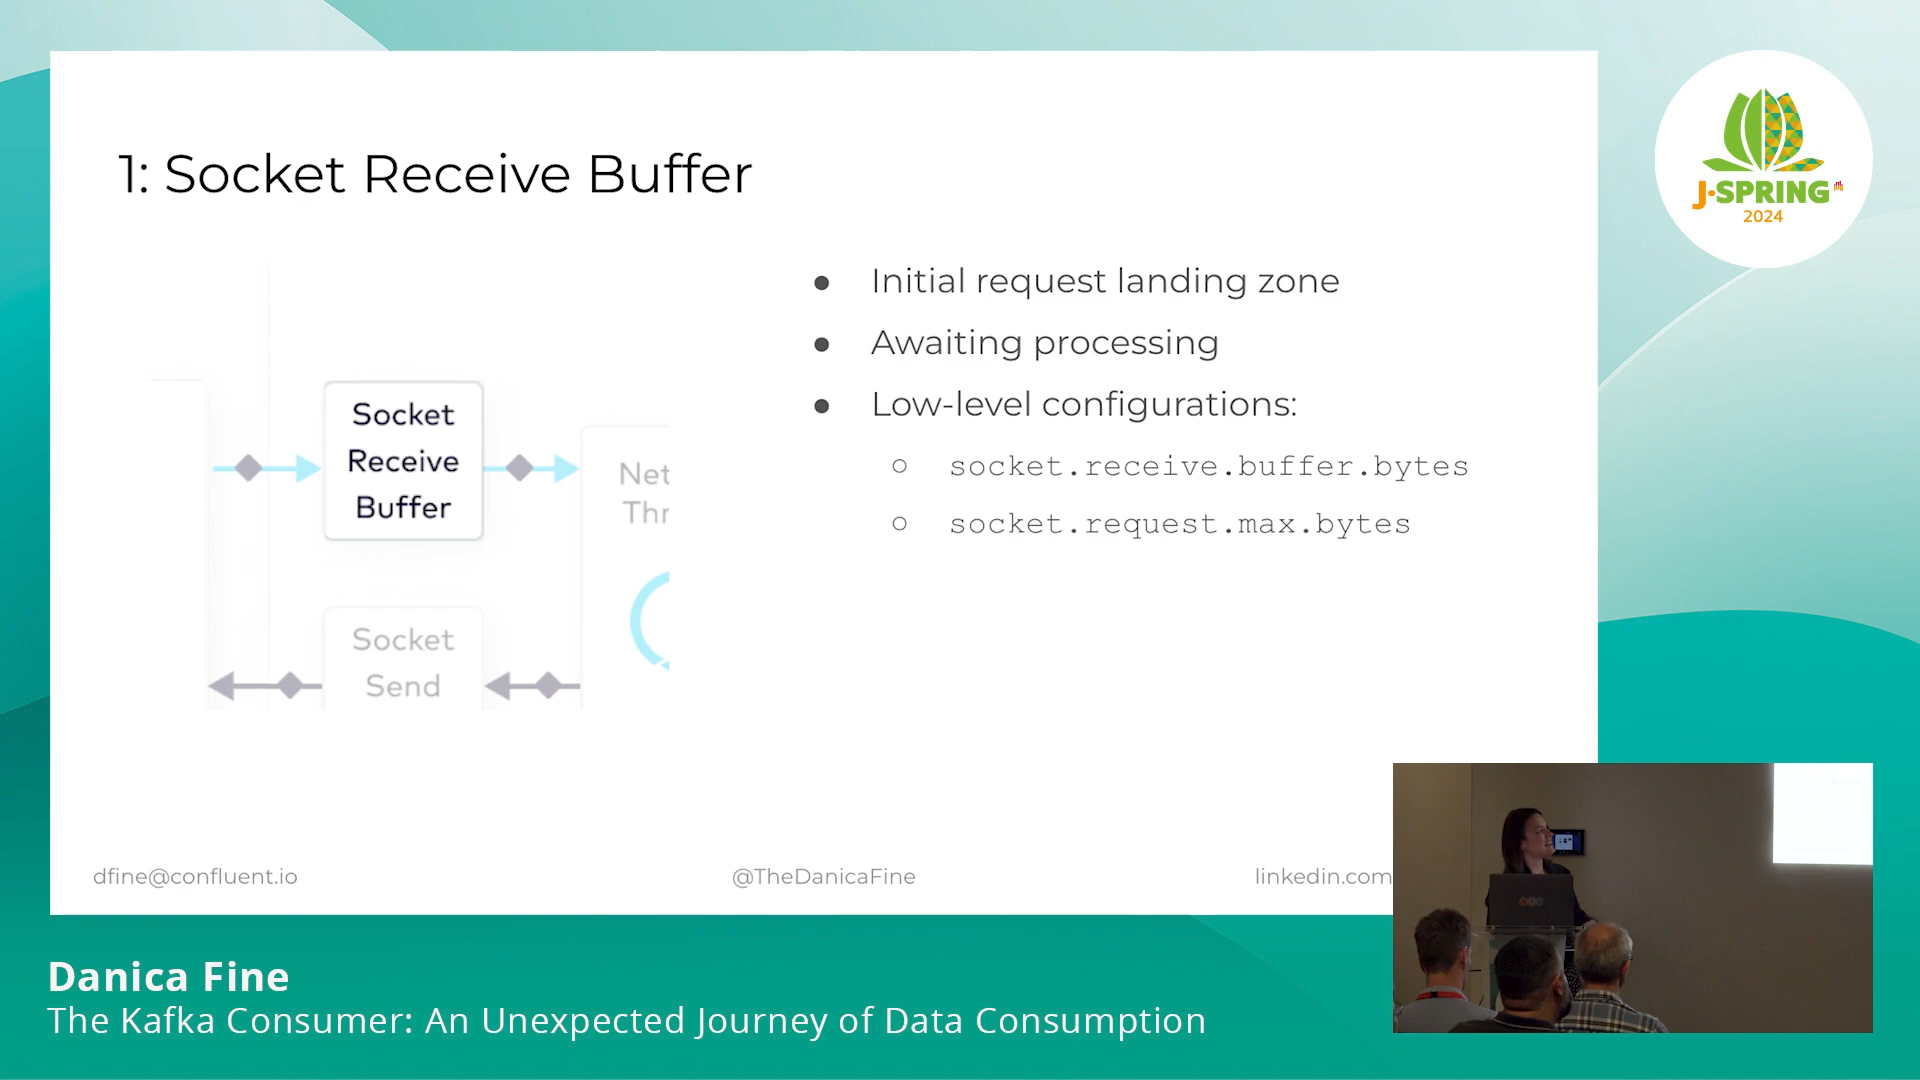 1: Socket Receive Buffer
Socket
Receive
Buffer
Net
Thr
Socket
Send
● Initial request landing zone
● Awaiting processing
● Low-level configurations:
○ socket.receive.buffer.bytes
○ socket.request.max.bytes
dfine@confluent.io
@TheDanicaFine
linkedin.com
J-SPRING
2024
Danica Fine
The Kafka Consumer: An Unexpected Journey of Data Consumption